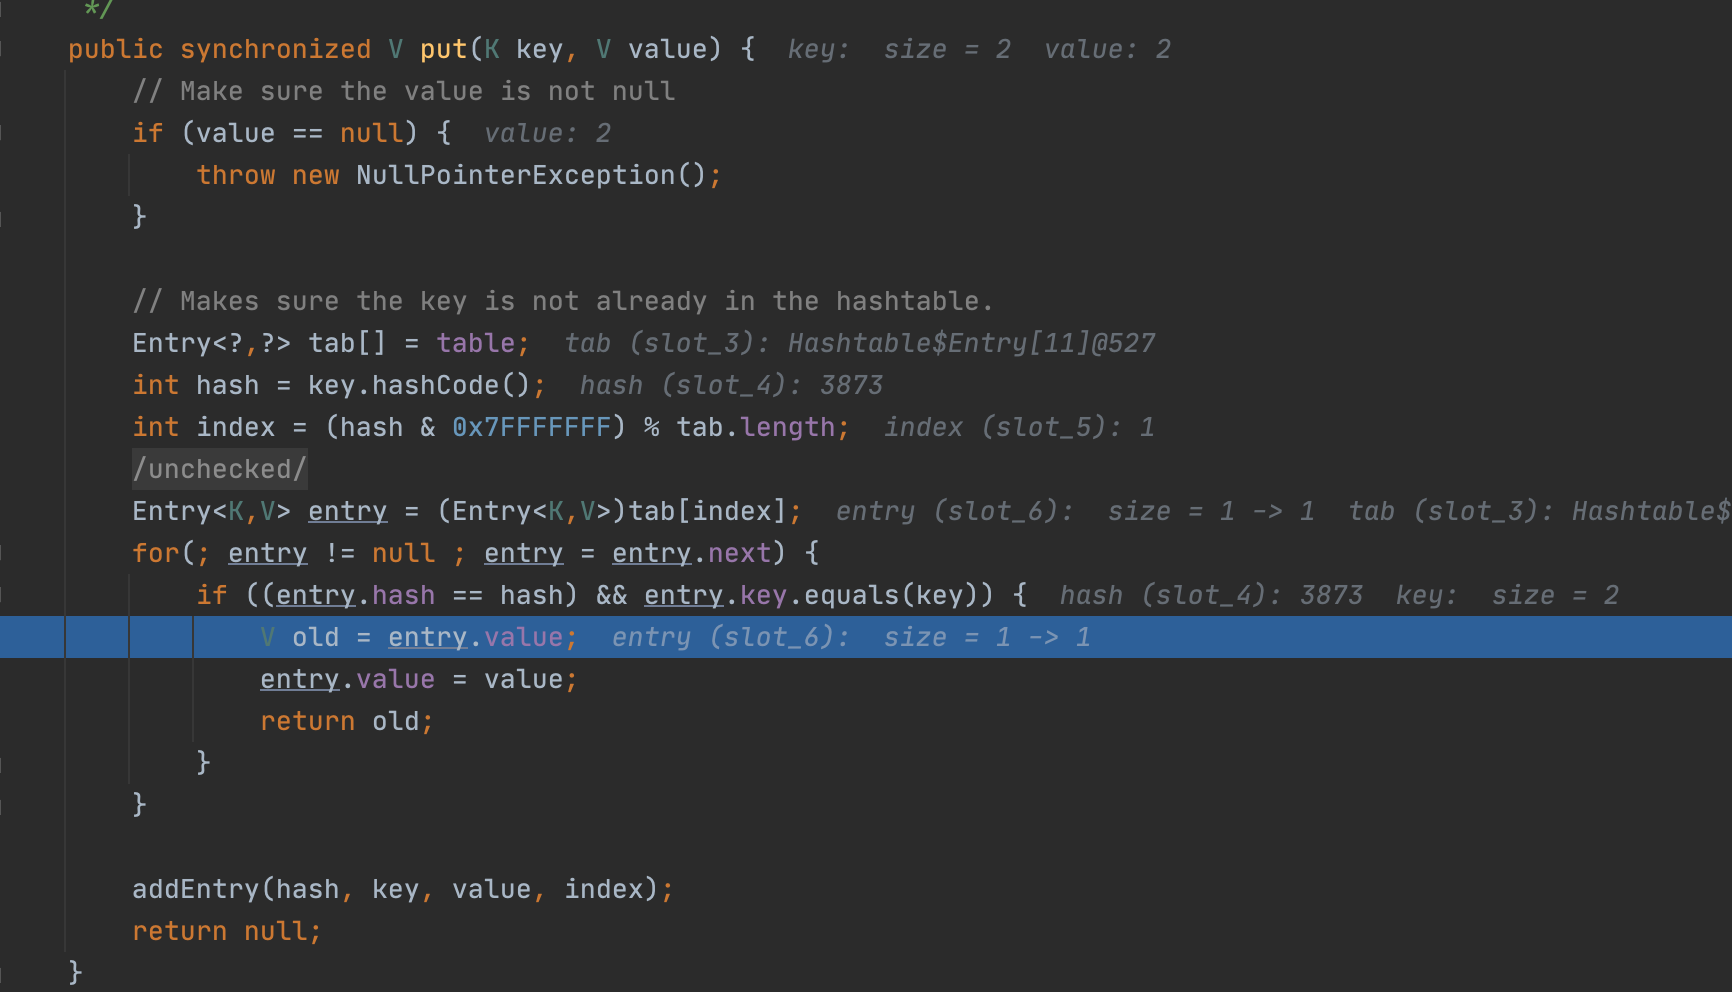 */
public synchronized V put(K key, V value) {  key:  size = 2  value: 2
// Make sure the value is not null
if (value == null) {  value: 2
throw new NullPointerException();
}
// Makes sure the key is not already in the hashtable.
Entry<?,?> tab[] = table;  tab (slot_3): Hashtable$Entry[11]@527
int hash = key.hashCode();  hash (slot_4): 3873
int index = (hash & 0x7FFFFFFF) % tab.length;  index (slot_5): 1
/unchecked/
Entry<K,V> entry = (Entry<K,V>)tab[index];  entry (slot_6):  size = 1 -> 1  tab (slot_3): Hashtable$
for(; entry != null ; entry = entry.next) {
if ((entry.hash == hash) && entry.key.equals(key)) {  hash (slot_4): 3873  key:  size = 2
V old = entry.value;  entry (slot_6):  size = 1 -> 1
entry.value = value;
return old;
}
}
addEntry(hash, key, value, index);
return null;
}